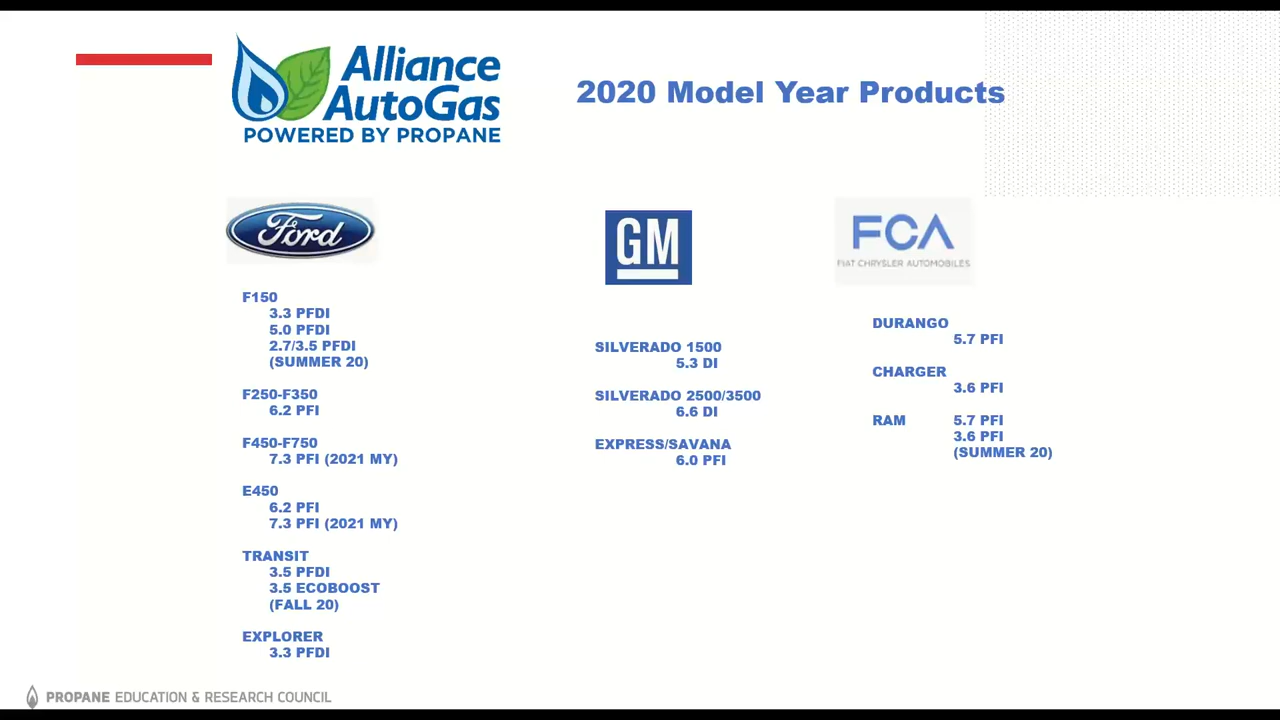 Alliance
AutoGas
POWERED BY PROPANE
2020 Model Year Products
Ford
F150
3.3 PFDI
5.0 PFDI
2.7/3.5 PFDI
(SUMMER 20)
F250-F350
6.2 PFI
F450-F750
7.3 PFI (2021 MY)
E450
6.2 PFI
7.3 PFI (2021 MY)
TRANSIT
3.5 PFDI
3.5 ECOBOOST
(FALL 20)
EXPLORER
3.3 PFDI
GM
SILVERADO 1500
5.3 DI
SILVERADO 2500/3500
6.6 DI
EXPRESS/SAVANA
6.0 PFI
FCA
FIAT CHRYSLER AUTOMOBILES
DURANGO
5.7 PFI
CHARGER
3.6 PFI
RAM 5.7 PFI
3.6 PFI
(SUMMER 20)
PROPANE EDUCATION & RESEARCH COUNCIL